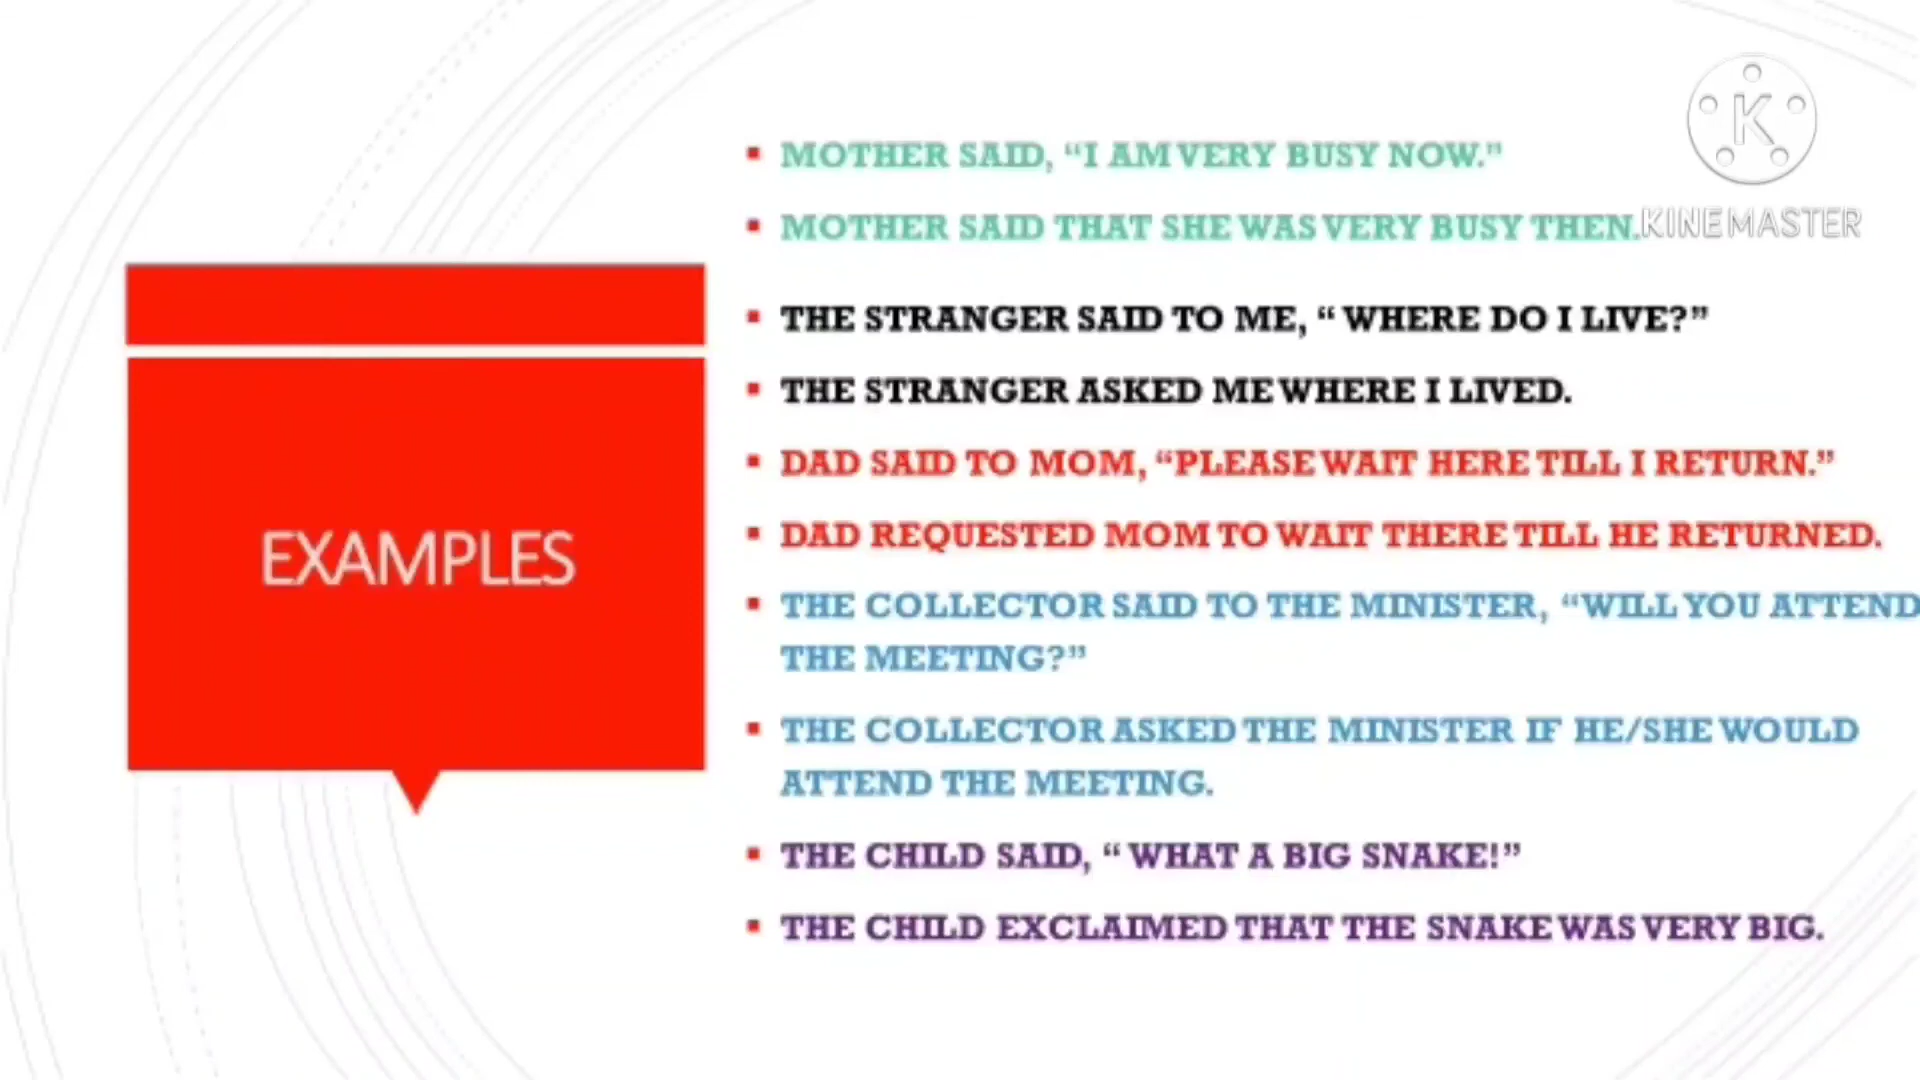 K
KINEMASTER
EXAMPLES
▪ MOTHER SAID, “I AM VERY BUSY NOW.”
▪ MOTHER SAID THAT SHE WAS VERY BUSY THEN.
▪ THE STRANGER SAID TO ME, “ WHERE DO I LIVE?”
▪ THE STRANGER ASKED ME WHERE I LIVED.
▪ DAD SAID TO MOM, “PLEASE WAIT HERE TILL I RETURN.”
▪ DAD REQUESTED MOM TO WAIT THERE TILL HE RETURNED.
▪ THE COLLECTOR SAID TO THE MINISTER, “WILL YOU ATTEND
THE MEETING?”
▪ THE COLLECTOR ASKED THE MINISTER IF HE/SHE WOULD
ATTEND THE MEETING.
▪ THE CHILD SAID, “ WHAT A BIG SNAKE!”
▪ THE CHILD EXCLAIMED THAT THE SNAKE WAS VERY BIG.